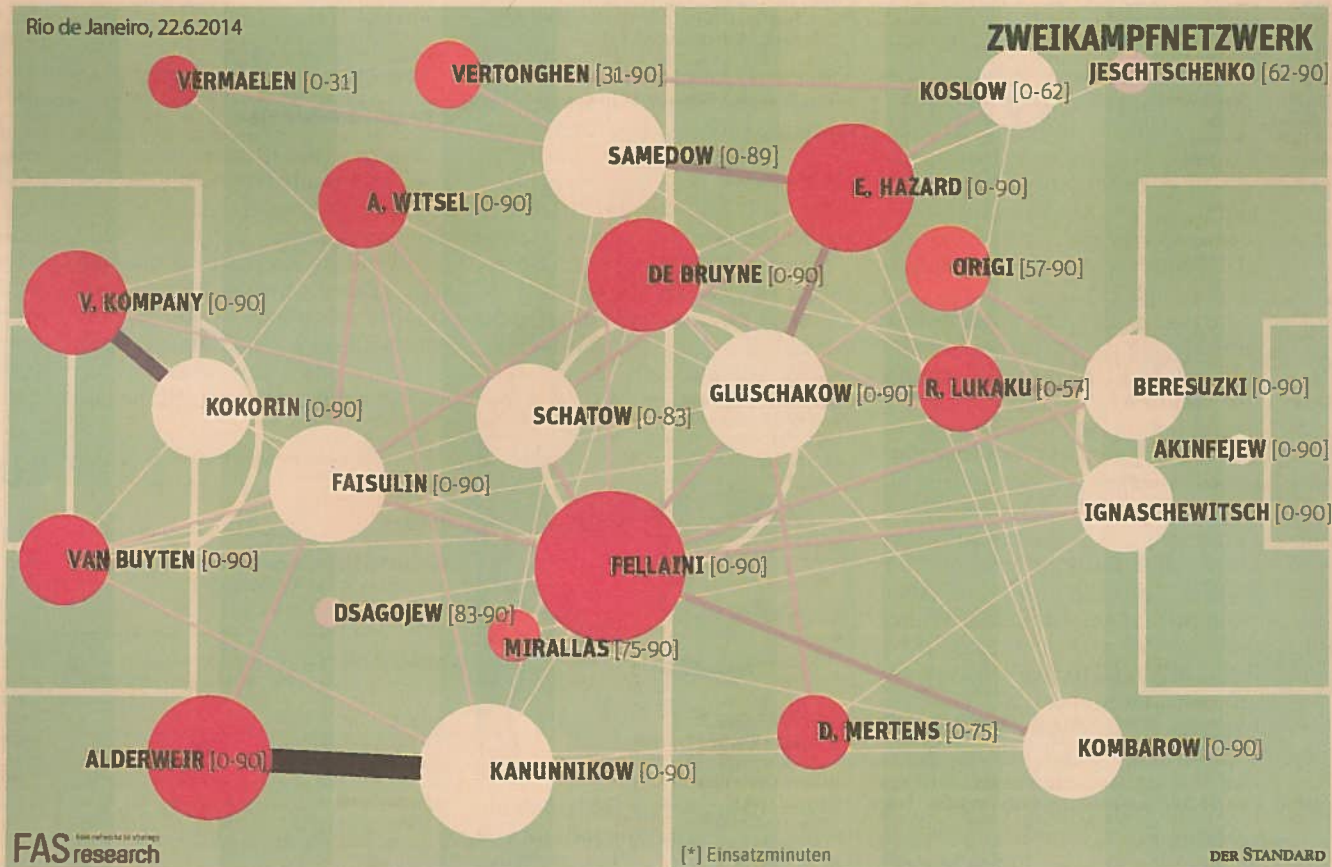 Rio de Janeiro, 22.6.2014
ZWEIKAMPFNETZWERK
VERMAELEN [0-31]
VERTONGHEN [31-90]
KOSLOW [0-62]
JESCHTSCHENKO [62-90]
SAMEDOW [0-89]
A. WITSEL [0-90]
E. HAZARD [0-90]
V. KOMPANY [0-90]
DE BRUYNE [0-90]
ORIGI [57-90]
KOKORIN [0-90]
SCHATOW [0-83]
GLUSCHAKOW [0-90]
R. LUKAKU [0-57]
BERESUZKI [0-90]
AKINFEJEW [0-90]
FAISULIN [0-90]
IGNASCHEWITSCH [0-90]
VAN BUYTEN [0-90]
FELLAINI [0-90]
DSAGOJEW [83-90]
MIRALLAS [75-90]
ALDERWEIR [0-90]
KANUNNIKOW [0-90]
D. MERTENS [0-75]
KOMBAROW [0-90]
FAS research
from networks to strategy
[*] Einsatzminuten
DER STANDARD